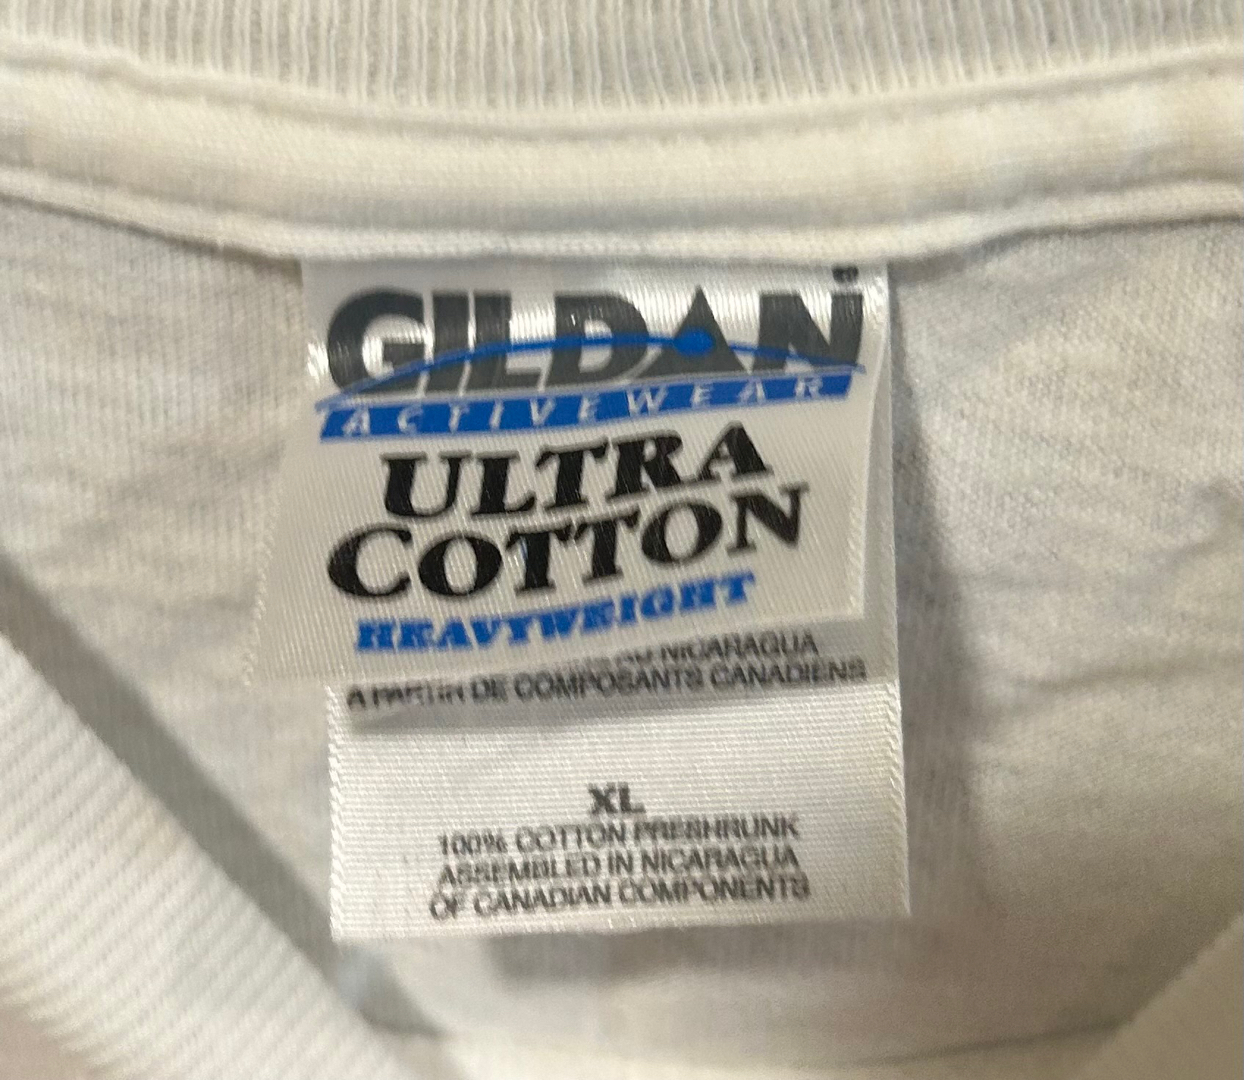 GILDAN®
ACTIVEWEAR
ULTRA
COTTON
HEAVYWEIGHT
NICARAGUA
A PARTIR DE COMPOSANTS CANADIENS
XL
100% COTTON PRESHRUNK
ASSEMBLED IN NICARAGUA
OF CANADIAN COMPONENTS